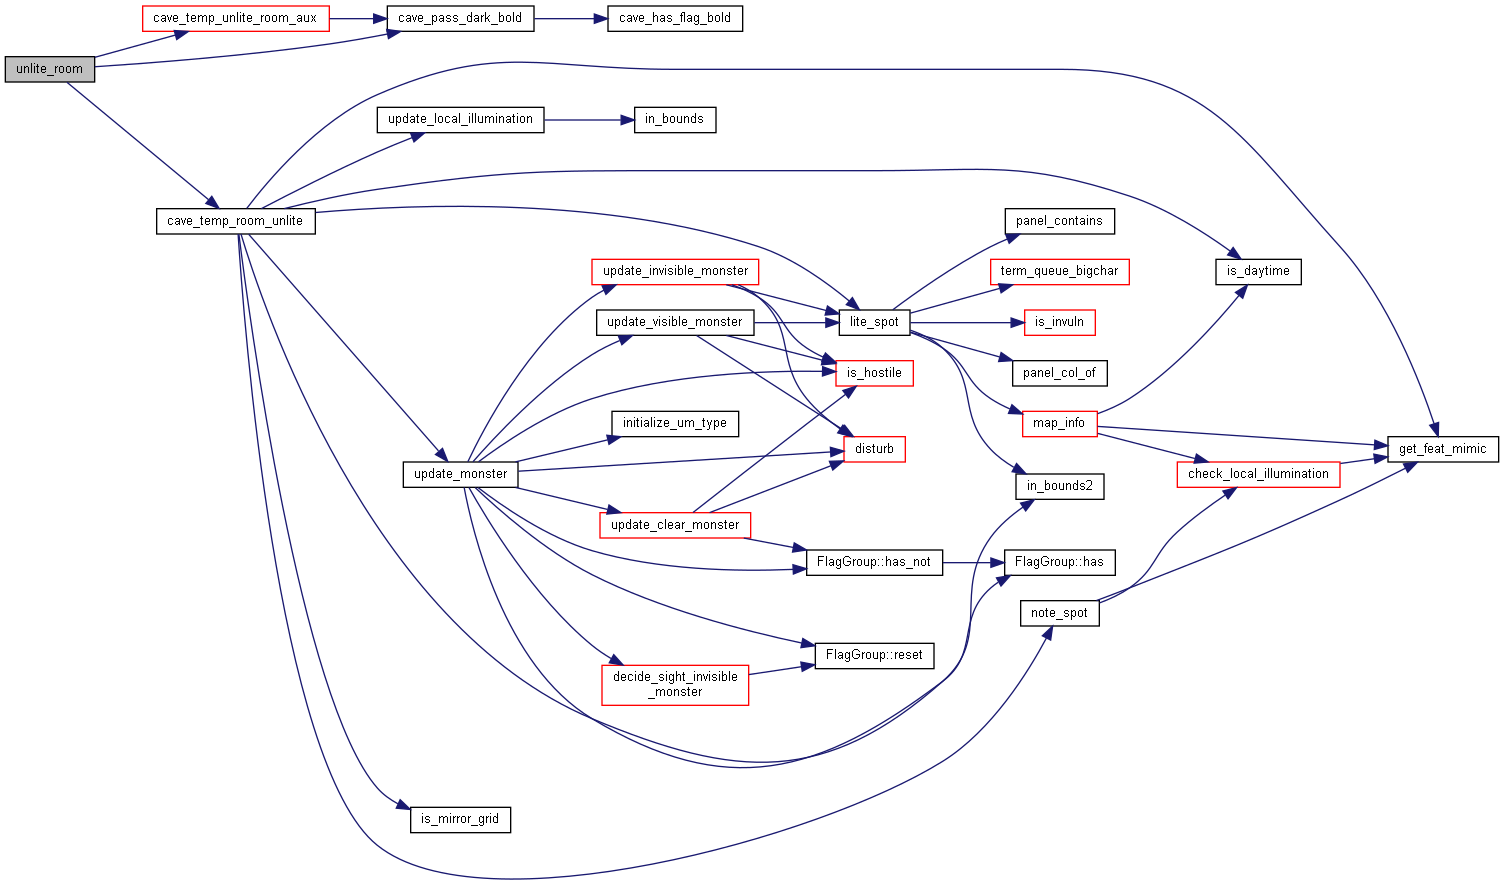 cave_temp_unlite_room_aux
cave_pass_dark_bold
cave_has_flag_bold
unlite_room
update_local_illumination
in_bounds
cave_temp_room_unlite
panel_contains
update_invisible_monster
term_queue_bigchar
is_daytime
update_visible_monster
lite_spot
is_invuln
is_hostile
panel_col_of
initialize_um_type
map_info
disturb
get_feat_mimic
update_monster
check_local_illumination
in_bounds2
update_clear_monster
FlagGroup::has_not
FlagGroup::has
note_spot
FlagGroup::reset
decide_sight_invisible
_monster
is_mirror_grid